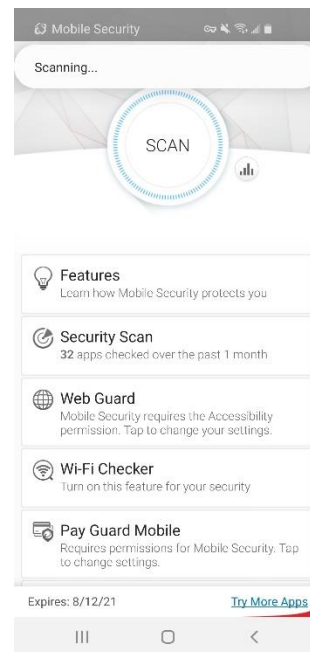 Mobile Security
Scanning...
SCAN
Features
Learn how Mobile Security protects you
Security Scan
32 apps checked over the past 1 month
Web Guard
Mobile Security requires the Accessibility
permission. Tap to change your settings.
Wi-Fi Checker
Turn on this feature for your security
Pay Guard Mobile
Requires permissions for Mobile Security. Tap
to change settings.
Expires: 8/12/21
Try More Apps